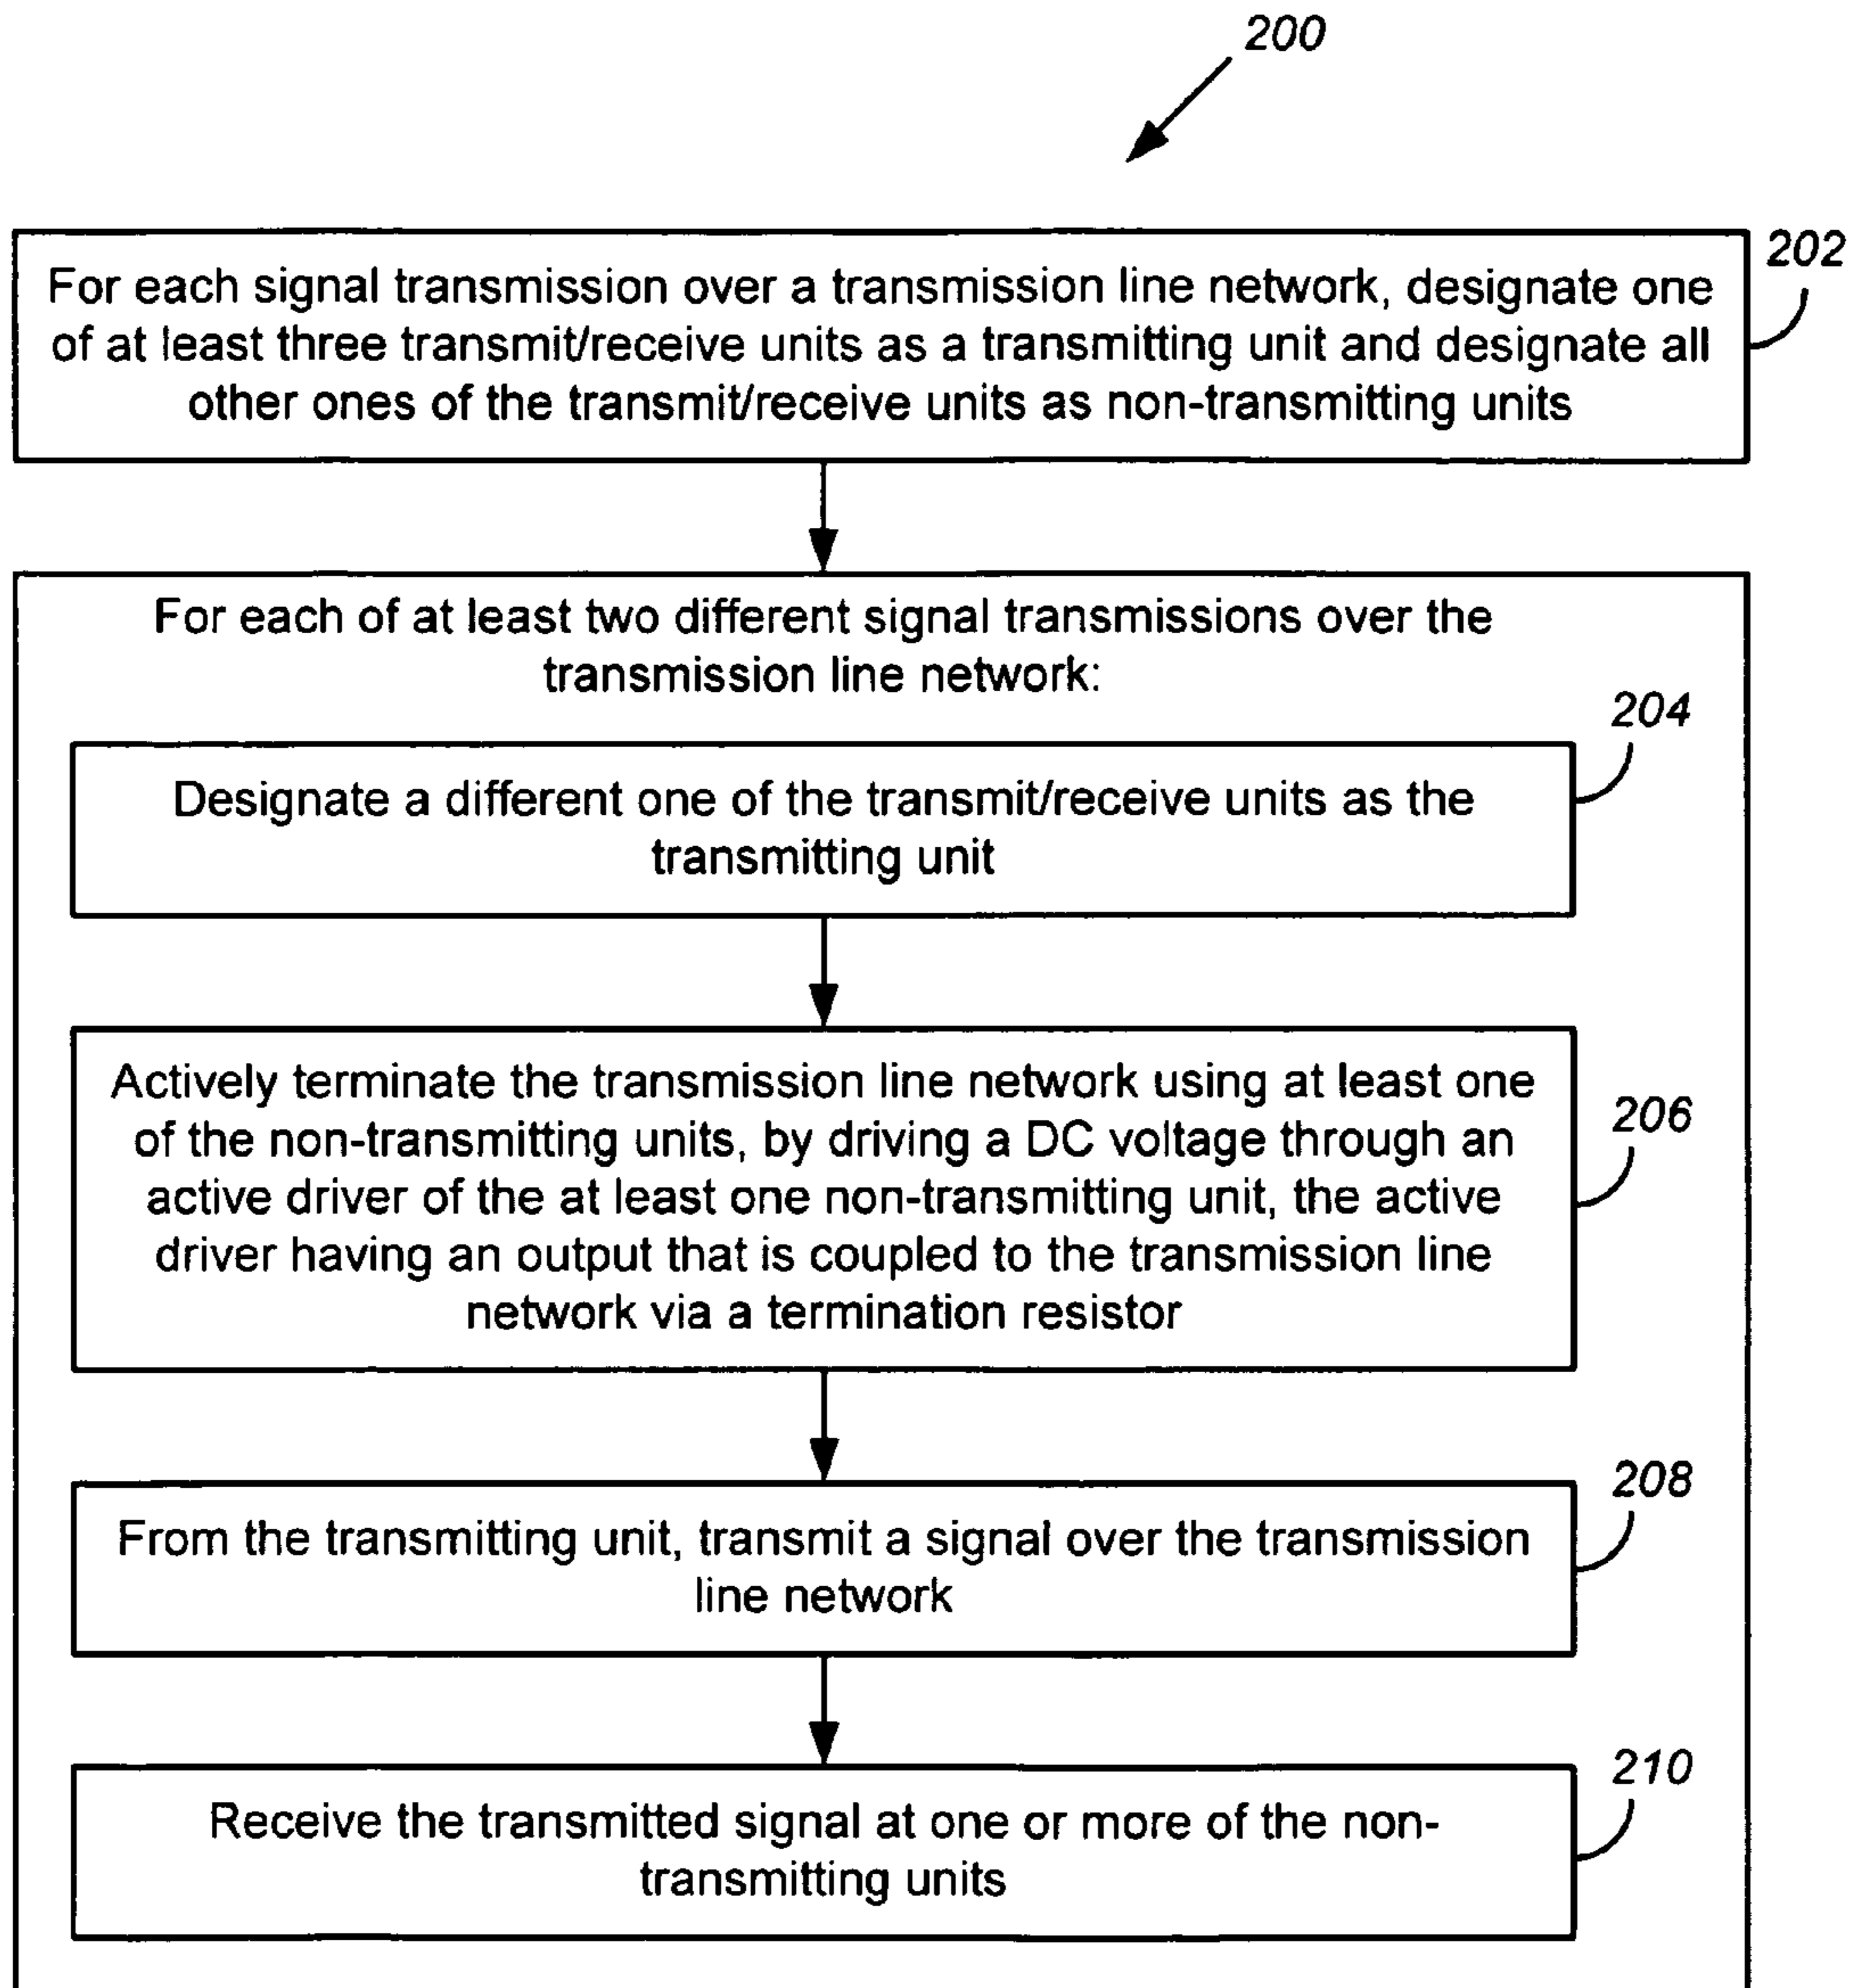 200
202
For each signal transmission over a transmission line network, designate one
of at least three transmit/receive units as a transmitting unit and designate all
other ones of the transmit/receive units as non-transmitting units
For each of at least two different signal transmissions over the
transmission line network:
204
Designate a different one of the transmit/receive units as the
transmitting unit
206
Actively terminate the transmission line network using at least one
of the non-transmitting units, by driving a DC voltage through an
active driver of the at least one non-transmitting unit, the active
driver having an output that is coupled to the transmission line
network via a termination resistor
208
From the transmitting unit, transmit a signal over the transmission
line network
210
Receive the transmitted signal at one or more of the non-
transmitting units